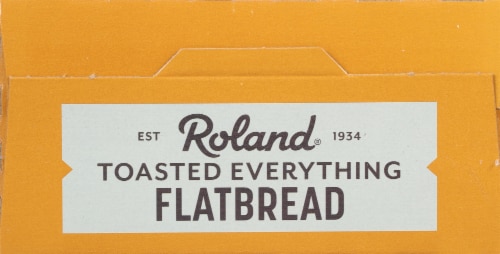 EST Roland® 1934
TOASTED EVERYTHING
FLATBREAD